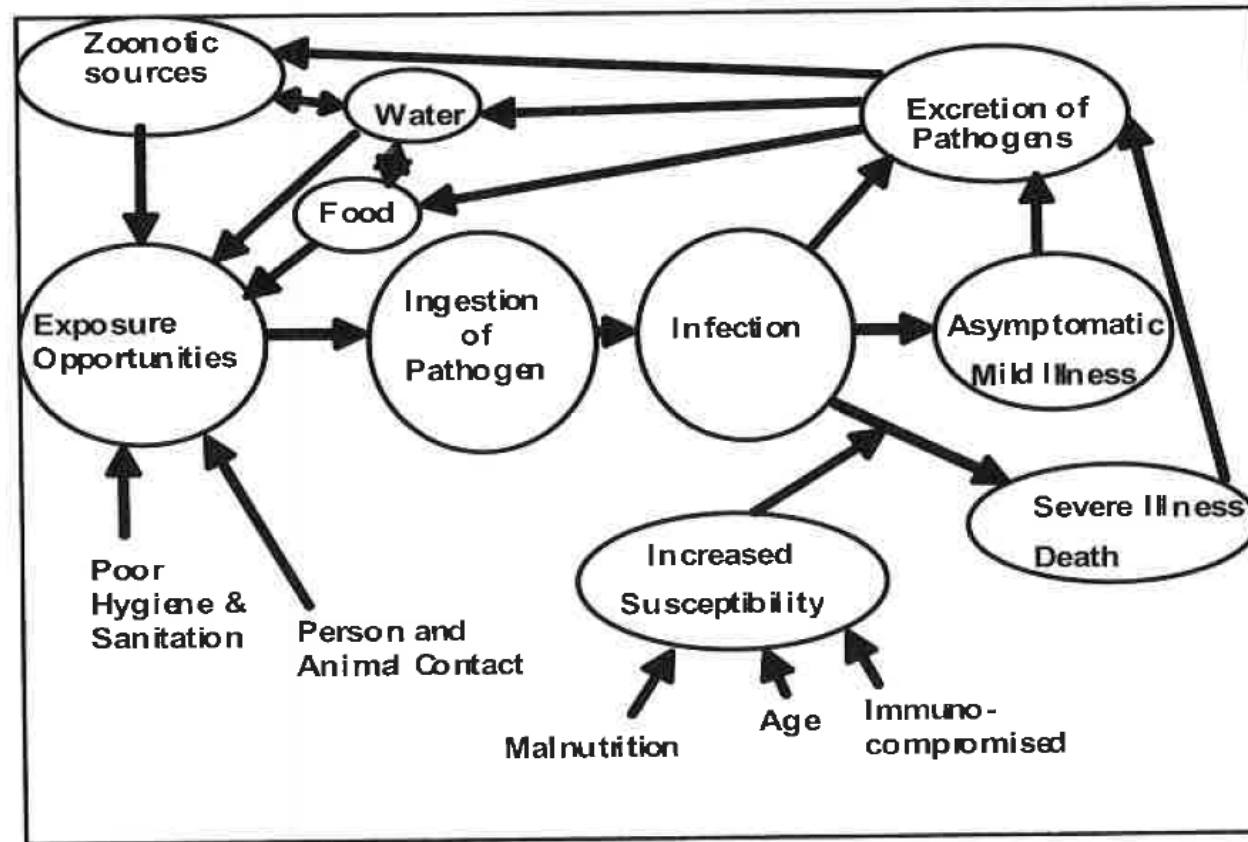 Zoonotic
sources
Water
Food
Excretion of
Pathogens
Exposure
Opportunities
Ingestion
of
Pathogen
Infection
Asymptomatic
Mild Illness
Severe Illness
Death
Increased
Susceptibility
Poor
Hygiene &
Sanitation
Person and
Animal Contact
Malnutrition
Age
Immuno-
compromised